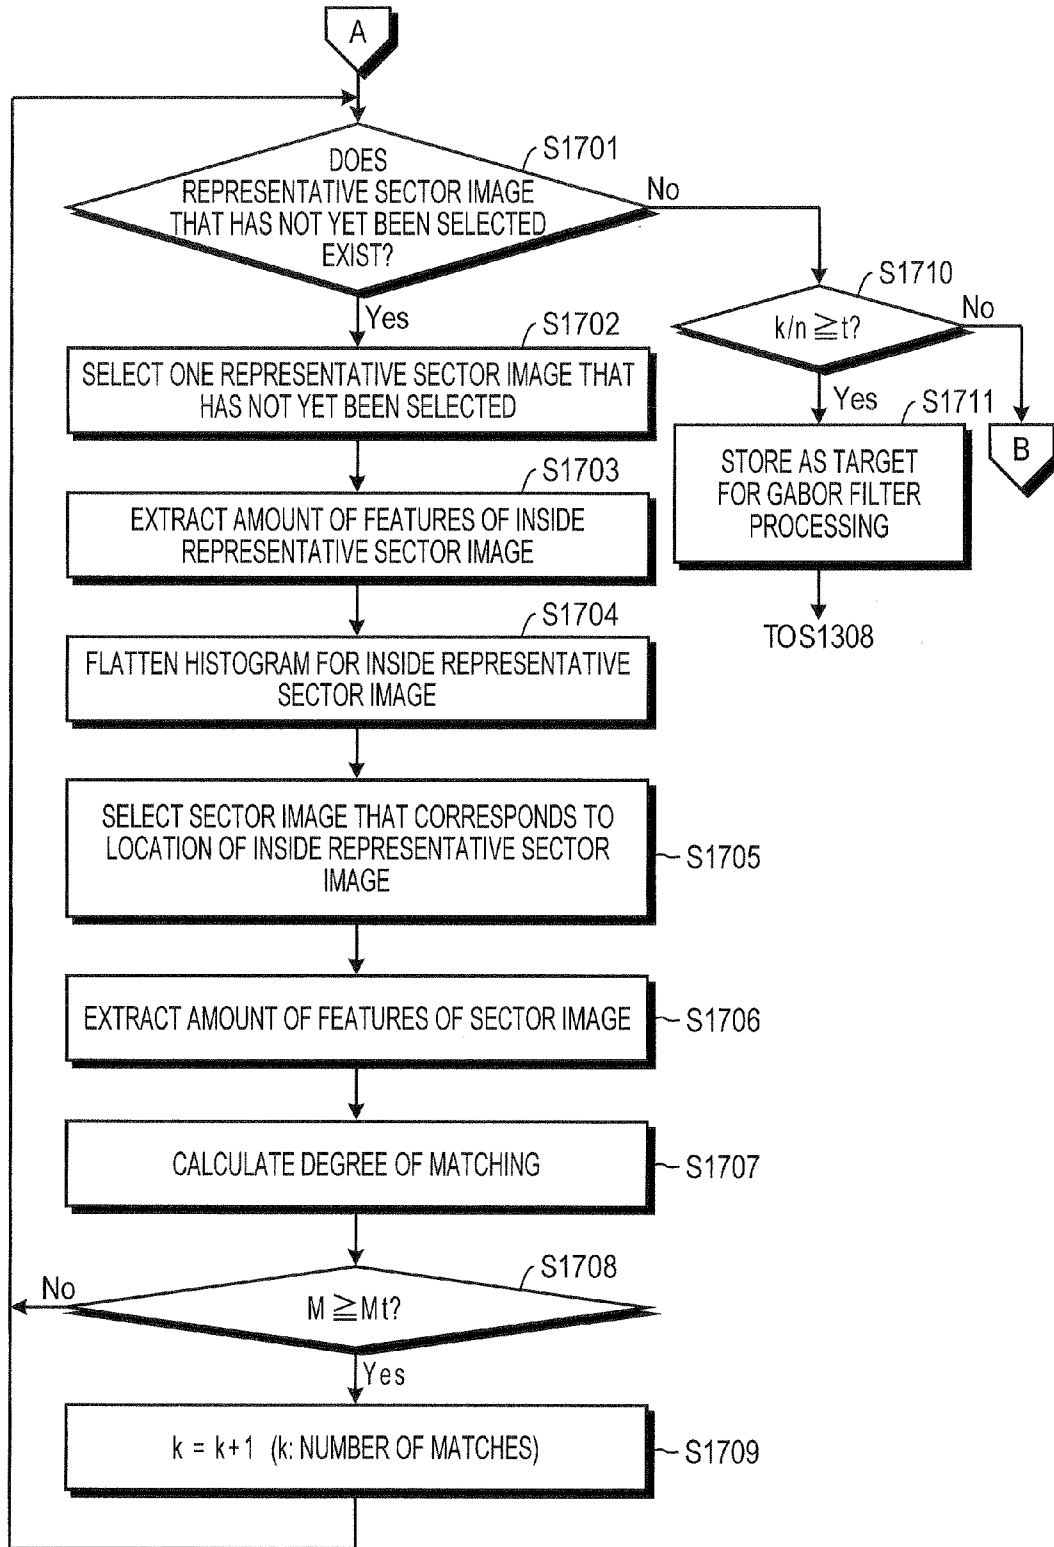 A
DOES
REPRESENTATIVE SECTOR IMAGE
THAT HAS NOT YET BEEN SELECTED
EXIST?
S1701
No
Yes
S1702
SELECT ONE REPRESENTATIVE SECTOR IMAGE THAT
HAS NOT YET BEEN SELECTED
S1703
EXTRACT AMOUNT OF FEATURES OF INSIDE
REPRESENTATIVE SECTOR IMAGE
S1704
FLATTEN HISTOGRAM FOR INSIDE REPRESENTATIVE
SECTOR IMAGE
SELECT SECTOR IMAGE THAT CORRESPONDS TO
LOCATION OF INSIDE REPRESENTATIVE SECTOR
IMAGE
S1705
EXTRACT AMOUNT OF FEATURES OF SECTOR IMAGE
S1706
CALCULATE DEGREE OF MATCHING
S1707
S1708
M ≧ Mt?
No
Yes
k = k+1 (k: NUMBER OF MATCHES)
S1709
S1710
k/n ≧ t?
No
Yes
B
S1711
STORE AS TARGET
FOR GABOR FILTER
PROCESSING
TOS1308